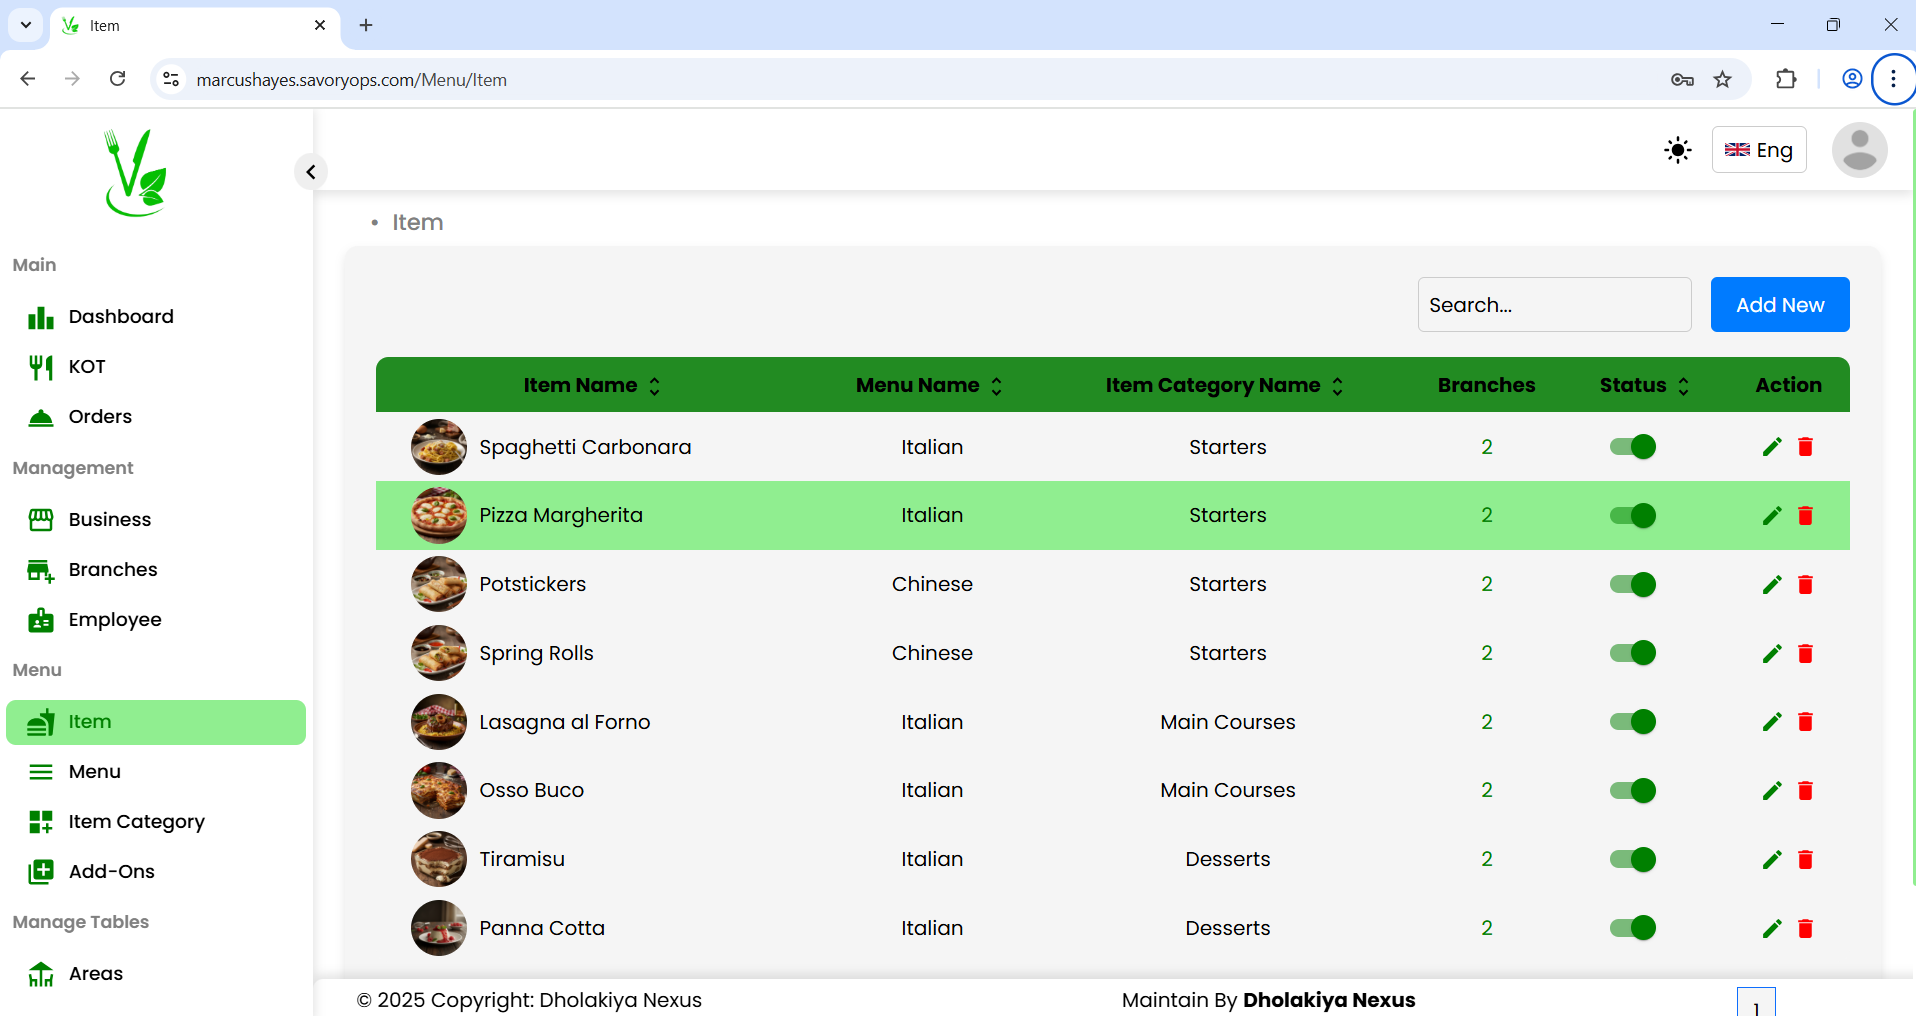 Item
marcushayes.savoryops.com/Menu/Item
Eng
Main
Dashboard
KOT
Orders
Management
Business
Branches
Employee
Menu
Item
Menu
Item Category
Add-Ons
Manage Tables
Areas
• Item
Search...
Add New
Item Name Menu Name Item Category Name Branches Status Action
Spaghetti Carbonara Italian Starters 2
Pizza Margherita Italian Starters 2
Potstickers Chinese Starters 2
Spring Rolls Chinese Starters 2
Lasagna al Forno Italian Main Courses 2
Osso Buco Italian Main Courses 2
Tiramisu Italian Desserts 2
Panna Cotta Italian Desserts 2
© 2025 Copyright: Dholakiya Nexus Maintain By Dholakiya Nexus
1